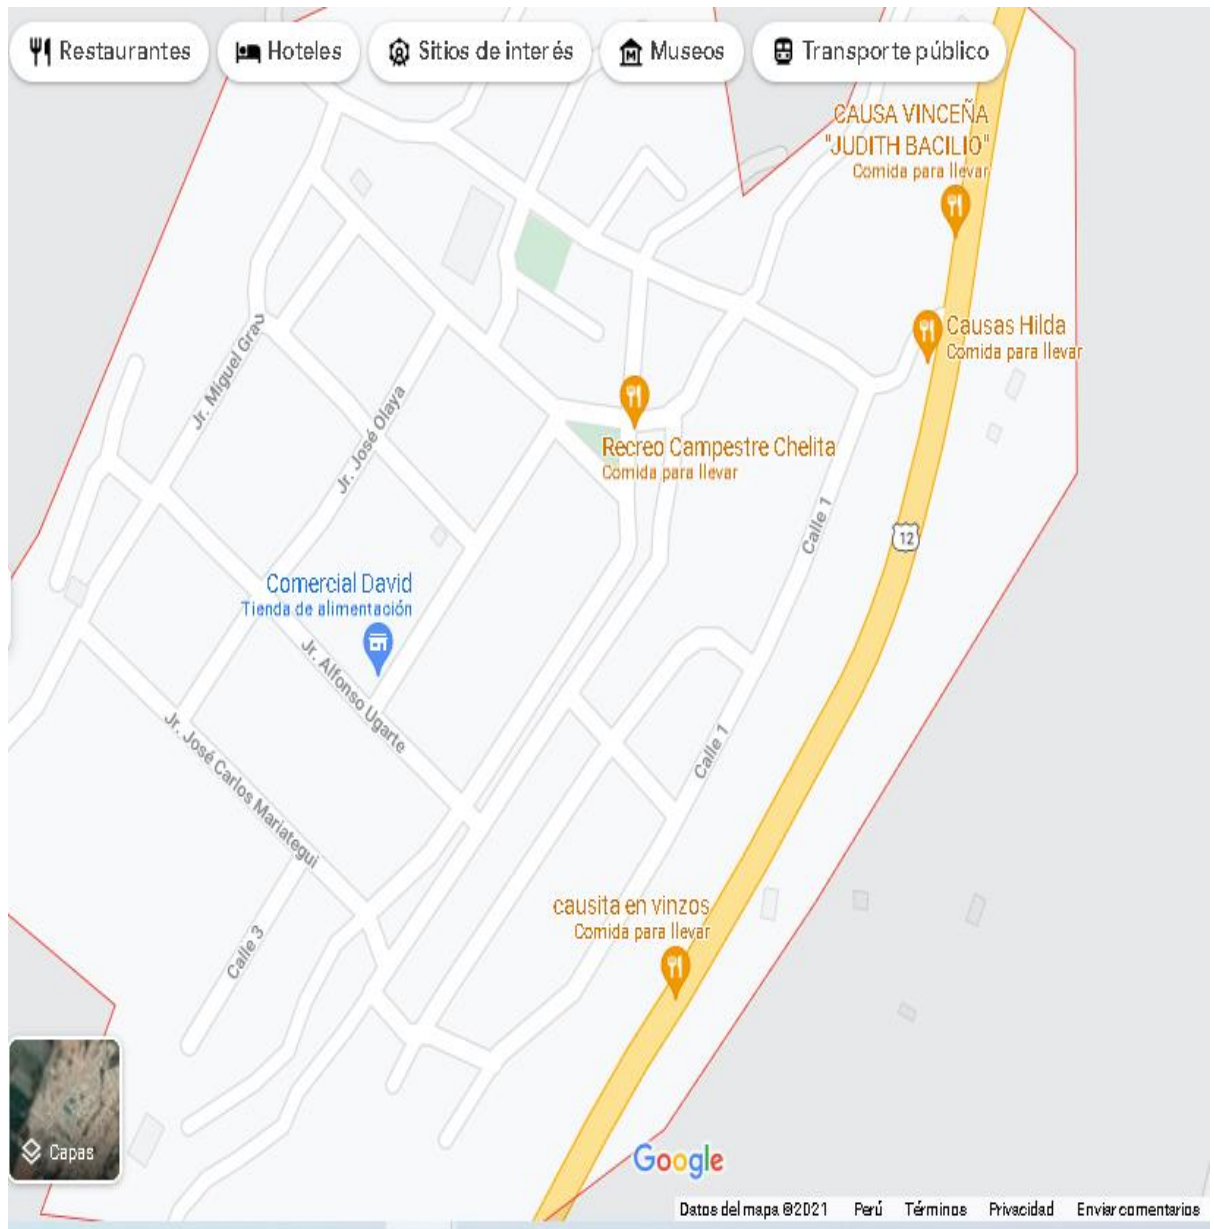 Restaurantes
Hoteles
Sitios de interés
Museos
Transporte público
CAUSA VINCEÑA
"JUDITH BACILIO"
Comida para llevar
Causas Hilda
Comida para llevar
Jr. Miguel Grau
Jr. José Olaya
Recreo Campestre Chelita
Comida para llevar
Calle 1
12
Comercial David
Tienda de alimentación
Jr. Alfonso Ugarte
Jr. José Carlos Mariategui
Calle 1
causita en vinzos
Comida para llevar
Calle 3
Capas
Google
Datos del mapa ©2021
Perú
Términos
Privacidad
Enviar comentarios